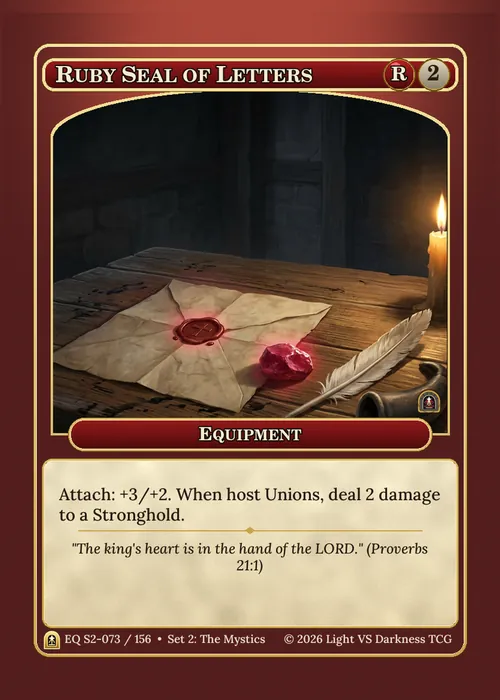 Ruby Seal of Letters R 2
Equipment
Attach: +3/+2. When host Unions, deal 2 damage
to a Stronghold.
"The king's heart is in the hand of the LORD." (Proverbs
21:1)
EQ S2-073 / 156 • Set 2: The Mystics © 2026 Light VS Darkness TCG